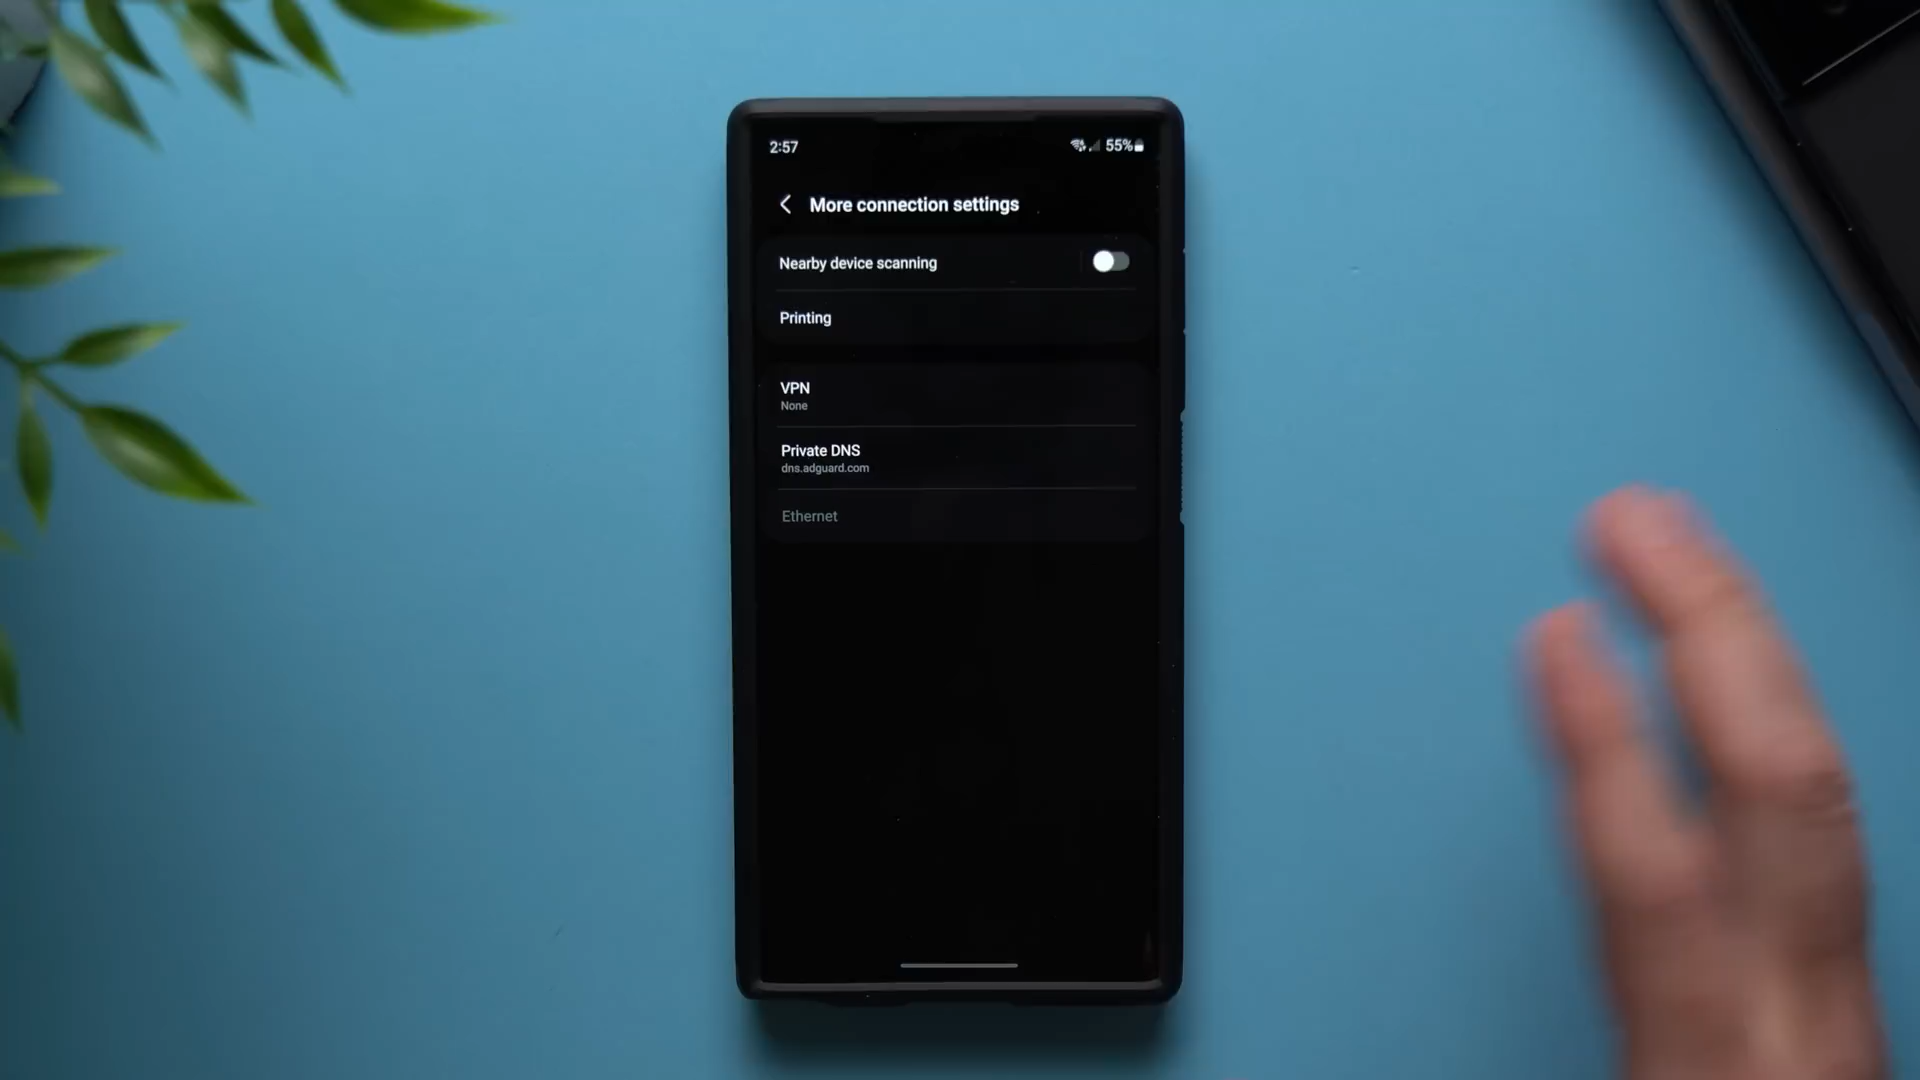 2:57
55%
More connection settings
Nearby device scanning
Printing
VPN
None
Private DNS
dns.adguard.com
Ethernet